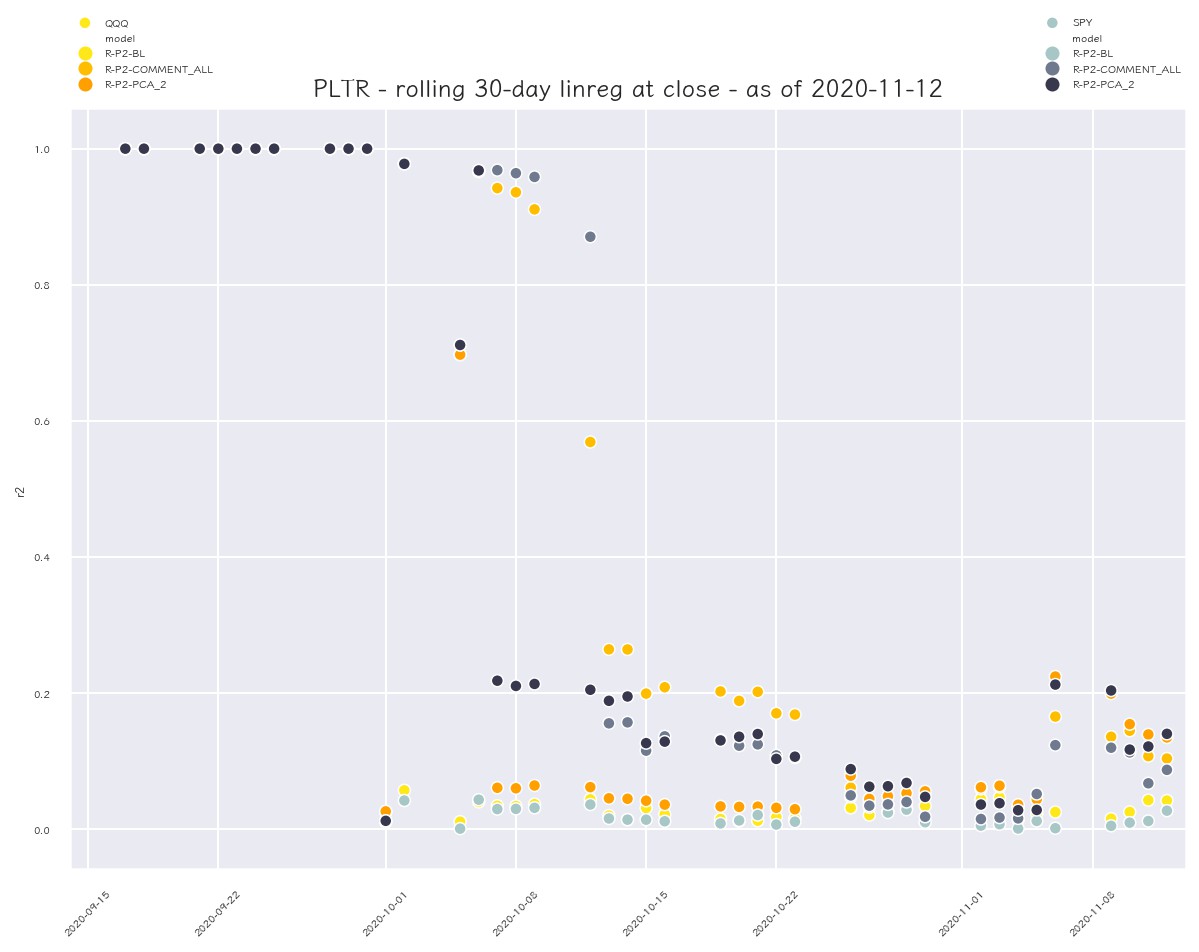 QQQ
model
R-P2-BL
R-P2-COMMENT_ALL
R-P2-PCA_2
SPY
model
R-P2-BL
R-P2-COMMENT_ALL
R-P2-PCA_2
PLTR - rolling 30-day linreg at close - as of 2020-11-12
1.0
0.8
0.6
0.4
0.2
0.0
r2
2020-09-15
2020-09-22
2020-10-01
2020-10-08
2020-10-15
2020-10-22
2020-11-01
2020-11-08